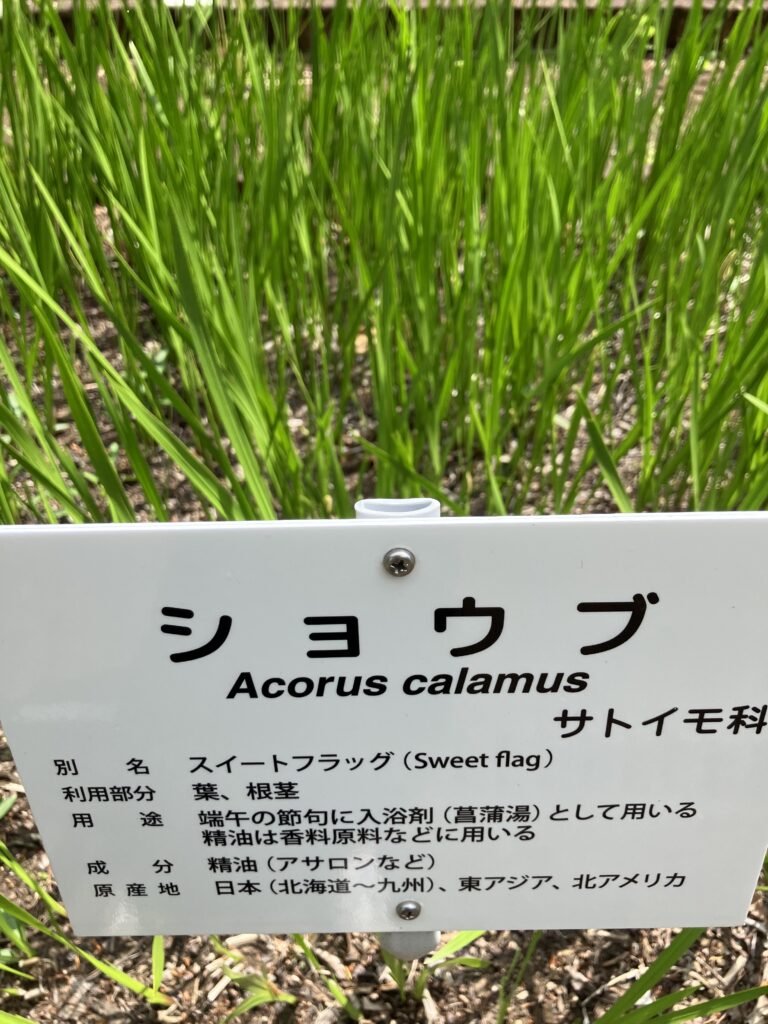 ショウブ
Acorus calamus
サトイモ科
別名 スイートフラッグ（Sweet flag）
利用部分 葉、根茎
用途 端午の節句に入浴剤（菖蒲湯）として用いる
精油は香料原料などに用いる
成分 精油（アサロンなど）
原産地 日本（北海道～九州）、東アジア、北アメリカ